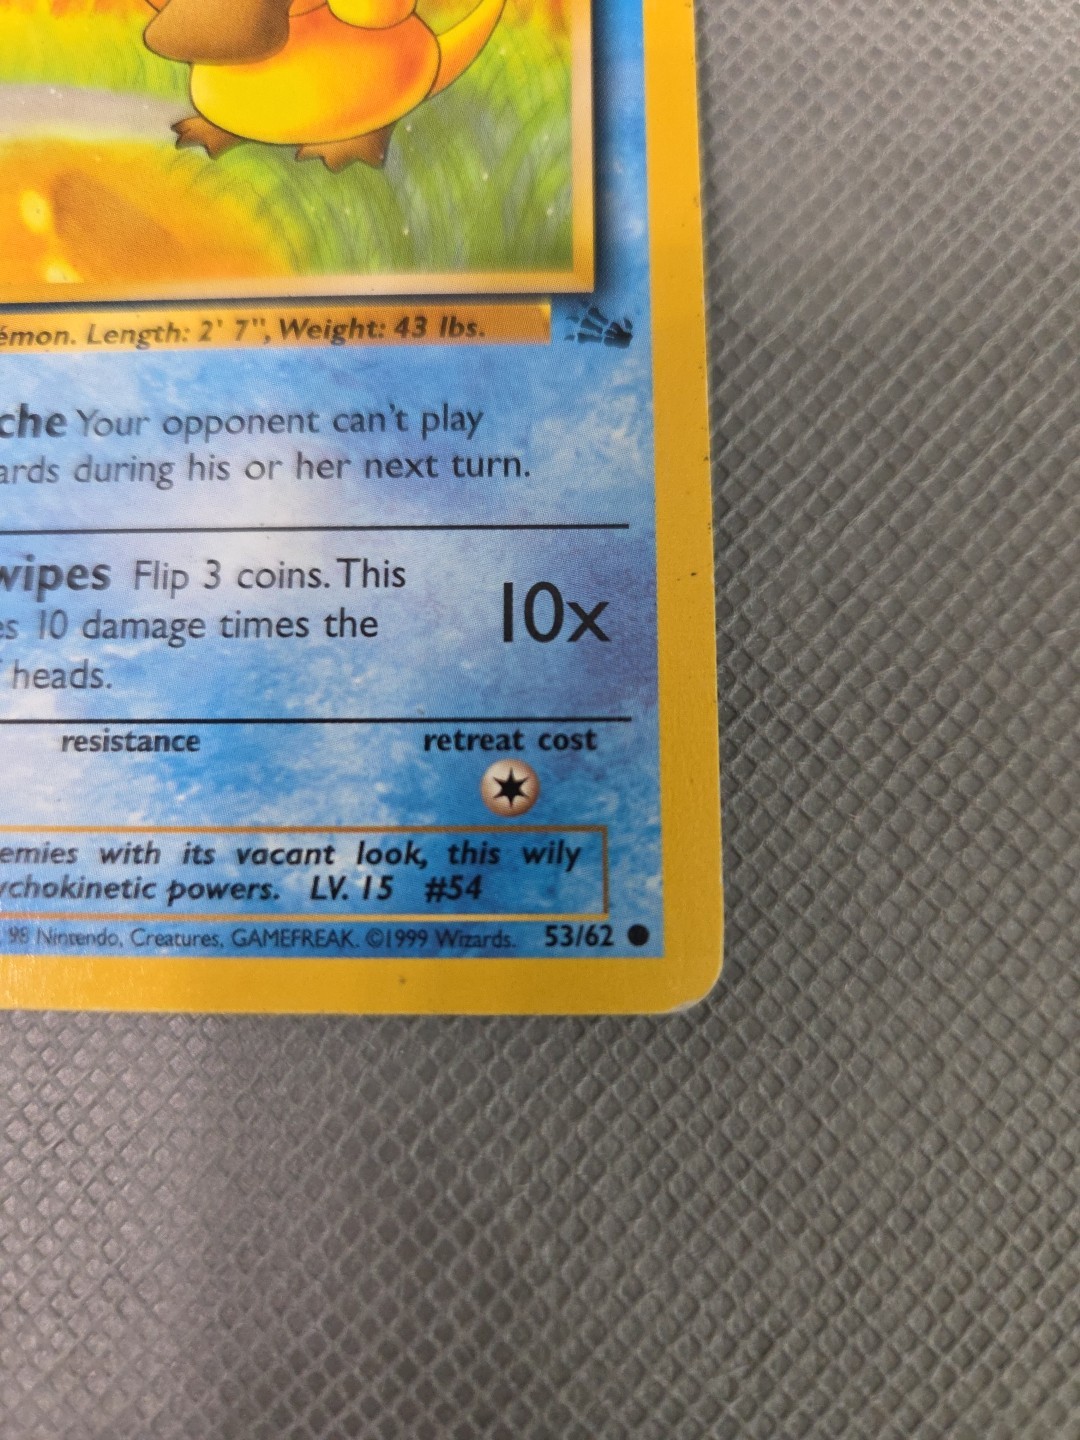 émon. Length: 2' 7", Weight: 43 lbs.
che Your opponent can't play
ards during his or her next turn.
wipes Flip 3 coins. This
es 10 damage times the
heads.
10x
resistance retreat cost
emies with its vacant look, this wily
ychokinetic powers. LV. 15 #54
98 Nintendo, Creatures, GAMEFREAK. ©1999 Wizards. 53/62